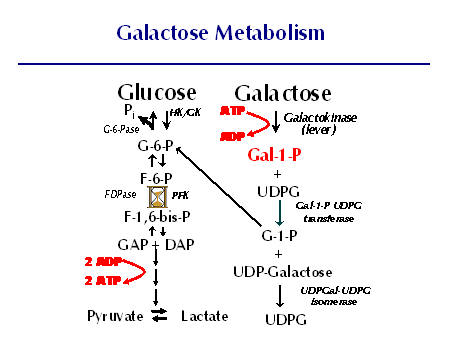 Galactose Metabolism
Glucose
Galactose
Pi
HK/GK
ATP
Galactokinase
(lever)
G-6-Pase
ADP
G-6-P
Gal-1-P
+
F-6-P
UDPG
FDPase
PFK
Gal-1-P UDPG
transferase
F-1,6-bis-P
G-1-P
GAP + DAP
+
2 ADP
UDP-Galactose
2 ATP
UDPGal-UDPG
isomerase
Pyruvate
Lactate
UDPG